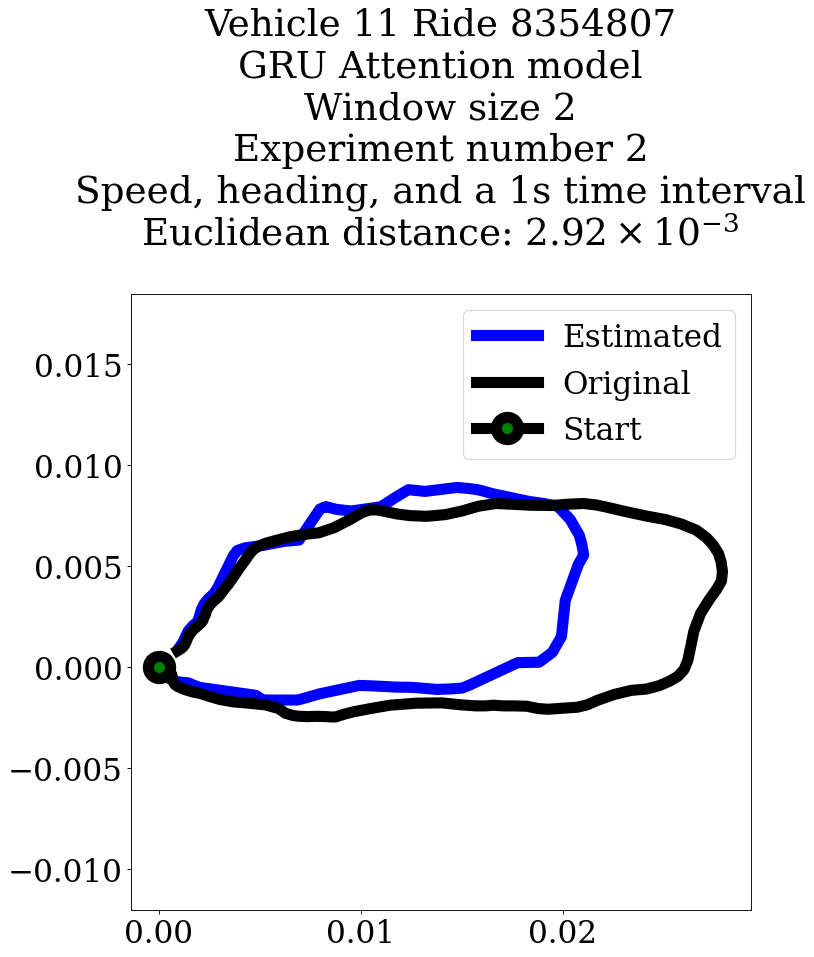 Vehicle 11 Ride 8354807
GRU Attention model
Window size 2
Experiment number 2
Speed, heading, and a 1s time interval
Euclidean distance: 2.92 × 10⁻³
Estimated
Original
Start
0.015
0.010
0.005
0.000
−0.005
−0.010
0.00 0.01 0.02